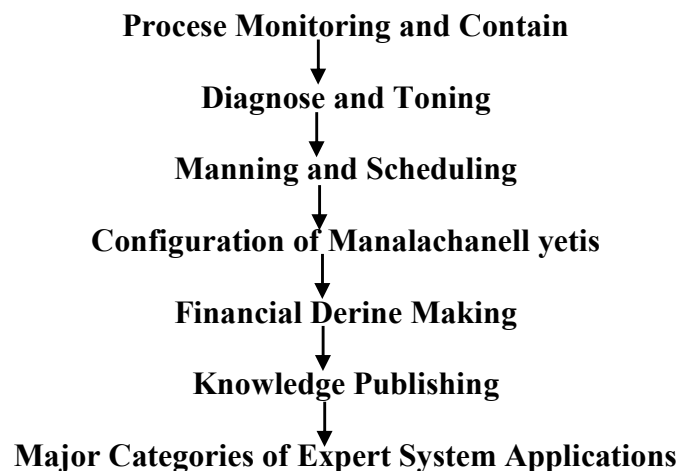 Procese Monitoring and Contain
Diagnose and Toning
Manning and Scheduling
Configuration of Manalachanell yetis
Financial Derine Making
Knowledge Publishing
Major Categories of Expert System Applications